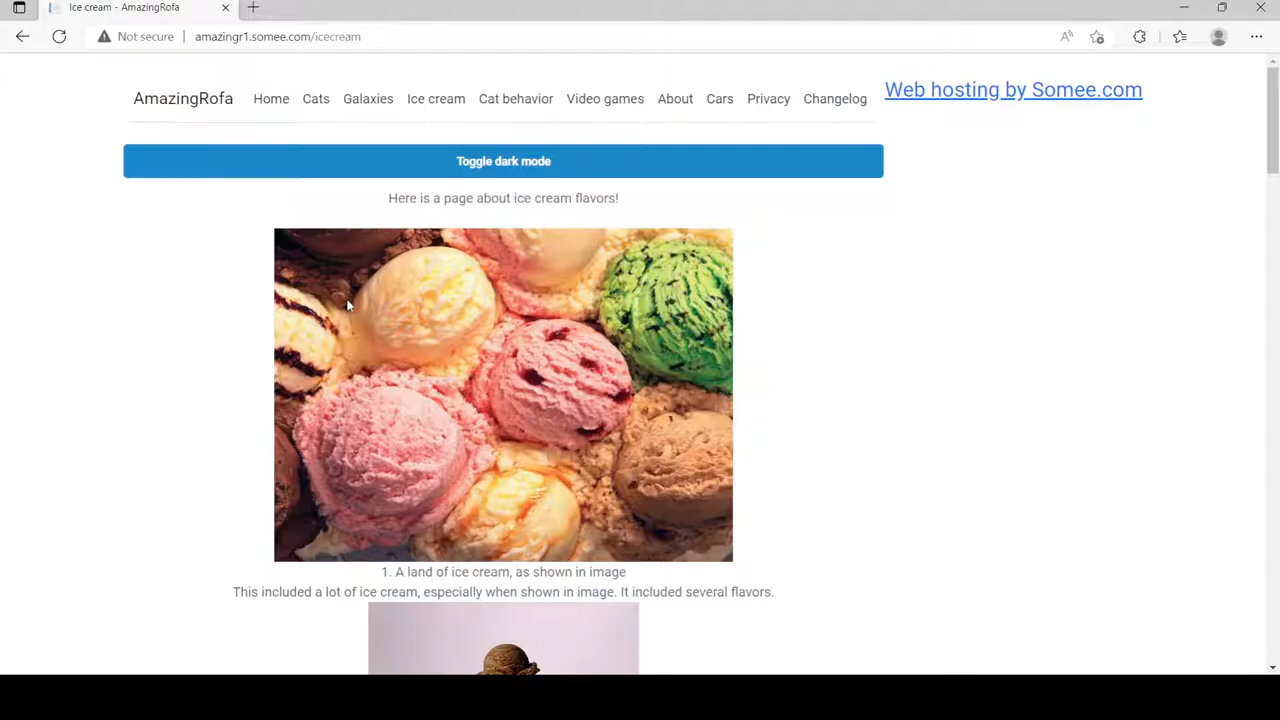 Ice cream - AmazingRofa
Not secure amazingr1.somee.com/icecream
AmazingRofa Home Cats Galaxies Ice cream Cat behavior Video games About Cars Privacy Changelog
Web hosting by Somee.com
Toggle dark mode
Here is a page about ice cream flavors!
1. A land of ice cream, as shown in image
This included a lot of ice cream, especially when shown in image. It included several flavors.